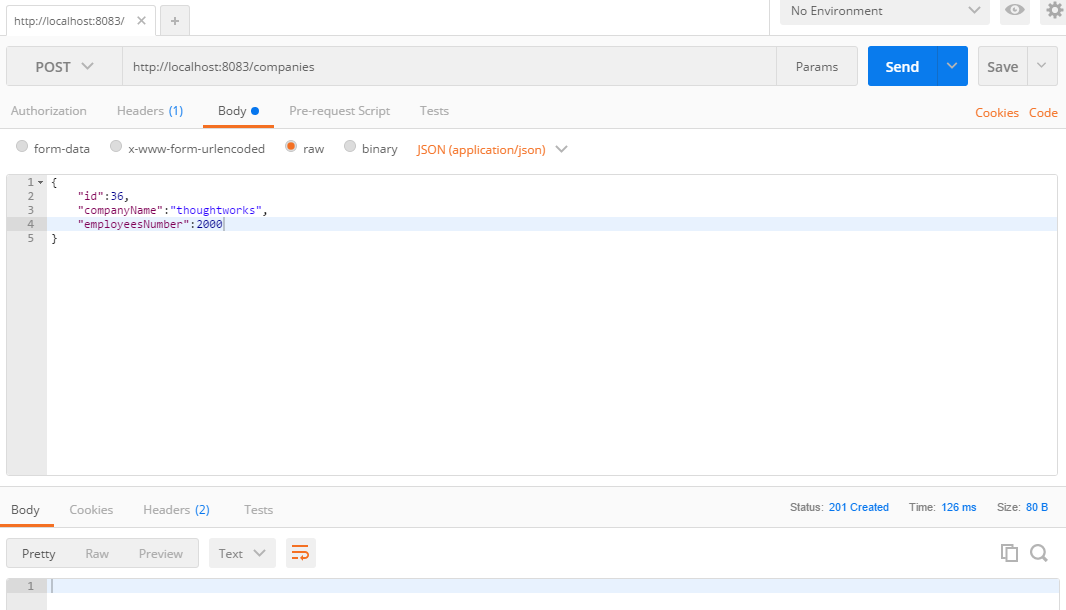 http://localhost:8083/ × +
No Environment
POST http://localhost:8083/companies Params Send Save
Authorization Headers (1) Body Pre-request Script Tests Cookies Code
form-data x-www-form-urlencoded raw binary JSON (application/json)
1 {
2 "id":36,
3 "companyName":"thoughtworks",
4 "employeesNumber":2000
5 }
Body Cookies Headers (2) Tests Status: 201 Created Time: 126 ms Size: 80 B
Pretty Raw Preview Text
1